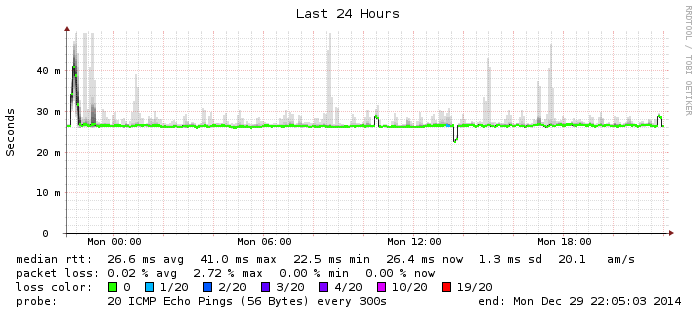 Last 24 Hours
RRDTOOL / TOBI OETIKER
Seconds
40 m
30 m
20 m
10 m
0
Mon 00:00 Mon 06:00 Mon 12:00 Mon 18:00
median rtt: 26.6 ms avg 41.0 ms max 22.5 ms min 26.4 ms now 1.3 ms sd 20.1 am/s
packet loss: 0.02 % avg 2.72 % max 0.00 % min 0.00 % now
loss color: 0 1/20 2/20 3/20 4/20 10/20 19/20
probe: 20 ICMP Echo Pings (56 Bytes) every 300s end: Mon Dec 29 22:05:03 2014